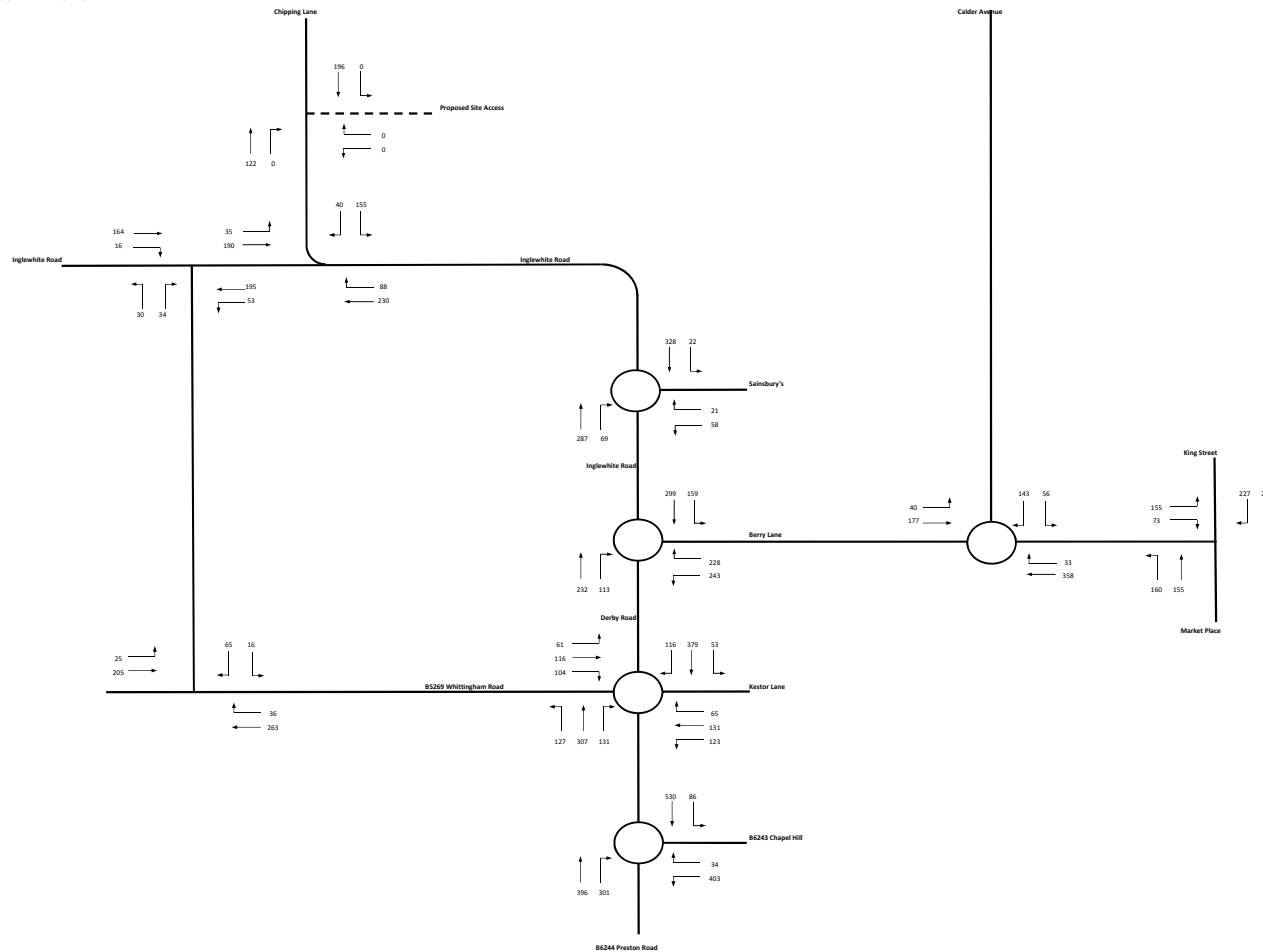 Chipping Lane
Calder Avenue
196 0
Proposed Site Access
0
0
122 0
40 155
164
16
35
190
Inglewhite Road
Inglewhite Road
195
53
88
230
30 34
328 22
Sainsbury's
21
58
287 69
King Street
Inglewhite Road
299 159
40
177
143 56
155
73
227
Berry Lane
228
243
33
358
232 113
160 155
Derby Road
Market Place
25
205
65 16
61
116
104
116 379 53
B5269 Whittingham Road
Kestor Lane
36
263
65
131
123
127 307 131
530 86
B6243 Chapel Hill
34
403
396 301
B6244 Preston Road